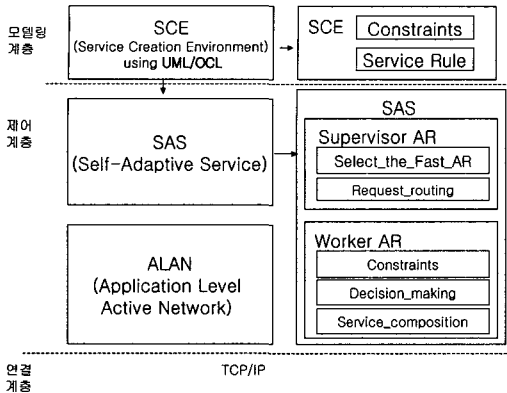 모델링
계층
SCE
(Service Creation Environment)
using UML/OCL
SCE
Constraints
Service Rule
제어
계층
SAS
(Self-Adaptive Service)
SAS
Supervisor AR
Select_the_Fast_AR
Request_routing
ALAN
(Application Level
Active Network)
Worker AR
Constraints
Decision_making
Service_composition
연결
계층
TCP/IP